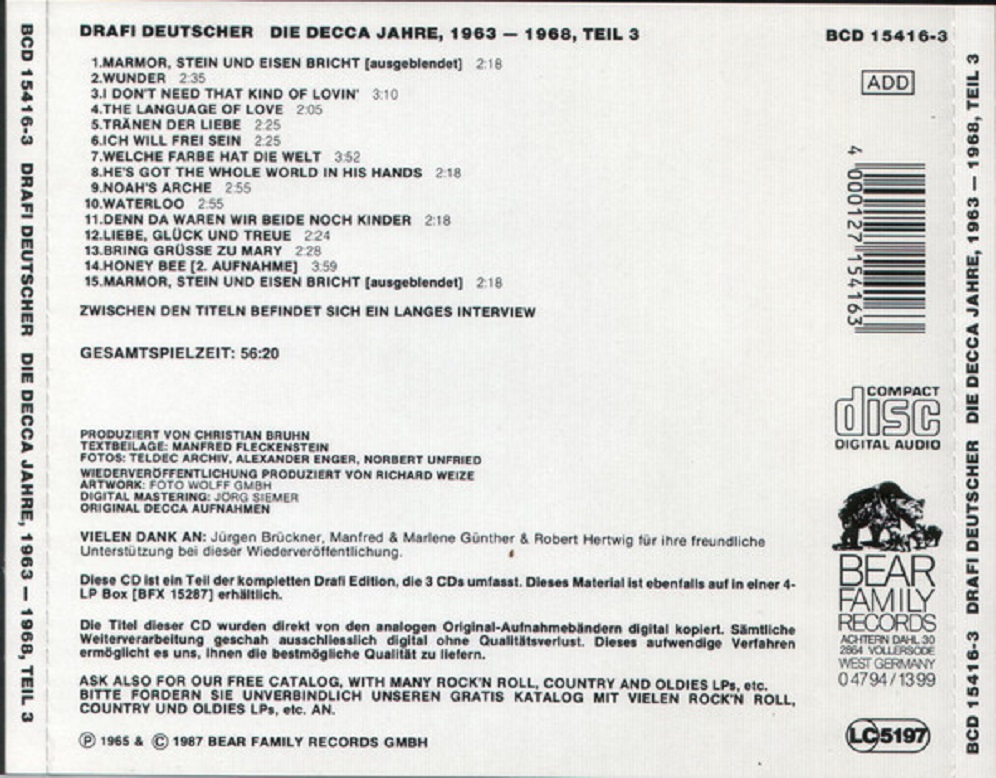 DRAFI DEUTSCHER DIE DECCA JAHRE, 1963 — 1968, TEIL 3
BCD 15416-3
1.MARMOR, STEIN UND EISEN BRICHT [ausgeblendet] 2:18
2.WUNDER 2:35
3.I DON'T NEED THAT KIND OF LOVIN' 3:10
4.THE LANGUAGE OF LOVE 2:05
5.TRÄNEN DER LIEBE 2:25
6.ICH WILL FREI SEIN 2:25
7.WELCHE FARBE HAT DIE WELT 3:52
8.HE'S GOT THE WHOLE WORLD IN HIS HANDS 2:18
9.NOAH'S ARCHE 2:55
10.WATERLOO 2:55
11.DENN DA WAREN WIR BEIDE NOCH KINDER 2:18
12.LIEBE, GLÜCK UND TREUE 2:24
13.BRING GRÜSSE ZU MARY 2:28
14.HONEY BEE [2. AUFNAHME] 3:59
15.MARMOR, STEIN UND EISEN BRICHT [ausgeblendet] 2:18
ZWISCHEN DEN TITELN BEFINDET SICH EIN LANGES INTERVIEW
GESAMTSPIELZEIT: 56:20
PRODUZIERT VON CHRISTIAN BRUHN
TEXTBEILAGE: MANFRED FLECKENSTEIN
FOTOS: TELDEC ARCHIV, ALEXANDER ENGER, NORBERT UNFRIED
WIEDERVERÖFFENTLICHUNG PRODUZIERT VON RICHARD WEIZE
ARTWORK: FOTO WOLFF GMBH
DIGITAL MASTERING: JÖRG SIEMER
ORIGINAL DECCA AUFNAHMEN
VIELEN DANK AN: Jürgen Brückner, Manfred & Marlene Günther & Robert Hertwig für ihre freundliche
Unterstützung bei dieser Wiederveröffentlichung.
Diese CD ist ein Teil der kompletten Drafi Edition, die 3 CDs umfasst. Dieses Material ist ebenfalls auf in einer 4-
LP Box [BFX 15287] erhältlich.
Die Titel dieser CD wurden direkt von den analogen Original-Aufnahmebändern digital kopiert. Sämtliche
Weiterverarbeitung geschah ausschliesslich digital ohne Qualitätsverlust. Dieses aufwendige Verfahren
ermöglicht es uns, Ihnen die bestmögliche Qualität zu liefern.
ASK ALSO FOR OUR FREE CATALOG, WITH MANY ROCK'N ROLL, COUNTRY AND OLDIES LPs, etc.
BITTE FORDERN SIE UNVERBINDLICH UNSEREN GRATIS KATALOG MIT VIELEN ROCK'N ROLL,
COUNTRY UND OLDIES LPs, etc. AN.
Ⓟ 1965 & Ⓒ 1987 BEAR FAMILY RECORDS GMBH
ADD
4 000127 154163
COMPACT
disc
DIGITAL AUDIO
BEAR
FAMILY
RECORDS
ACHTERN DAHL 30
2864 VOLLERSODE
WEST GERMANY
0 47 94 / 13 99
LC 5197
BCD 15416-3 DRAFI DEUTSCHER DIE DECCA JAHRE, 1963 — 1968, TEIL 3
BCD 15416-3 DRAFI DEUTSCHER DIE DECCA JAHRE, 1963 — 1968, TEIL 3